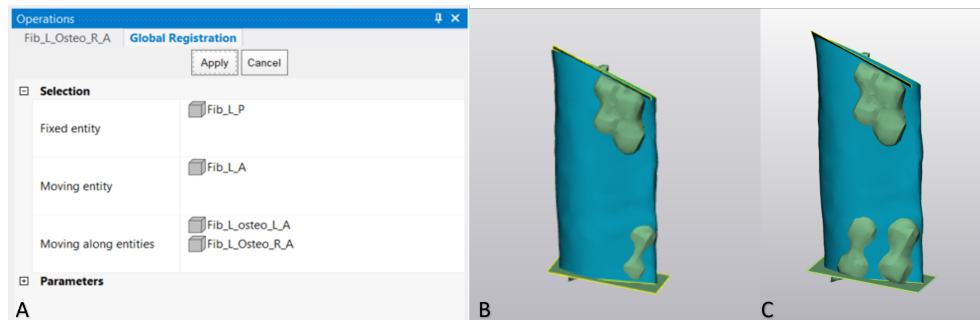 Operations
Fib_L_Osteo_R_A Global Registration
Apply Cancel
Selection
Fixed entity
Fib_L_P
Moving entity
Fib_L_A
Moving along entities
Fib_L_osteo_L_A
Fib_L_Osteo_R_A
Parameters
A
B
C